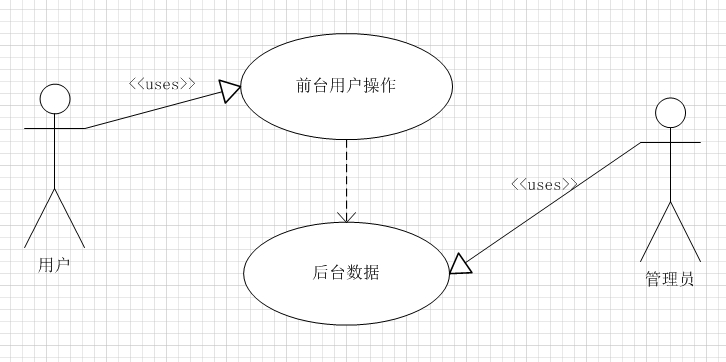 <<uses>>
前台用户操作
<<uses>>
用户
后台数据
管理员